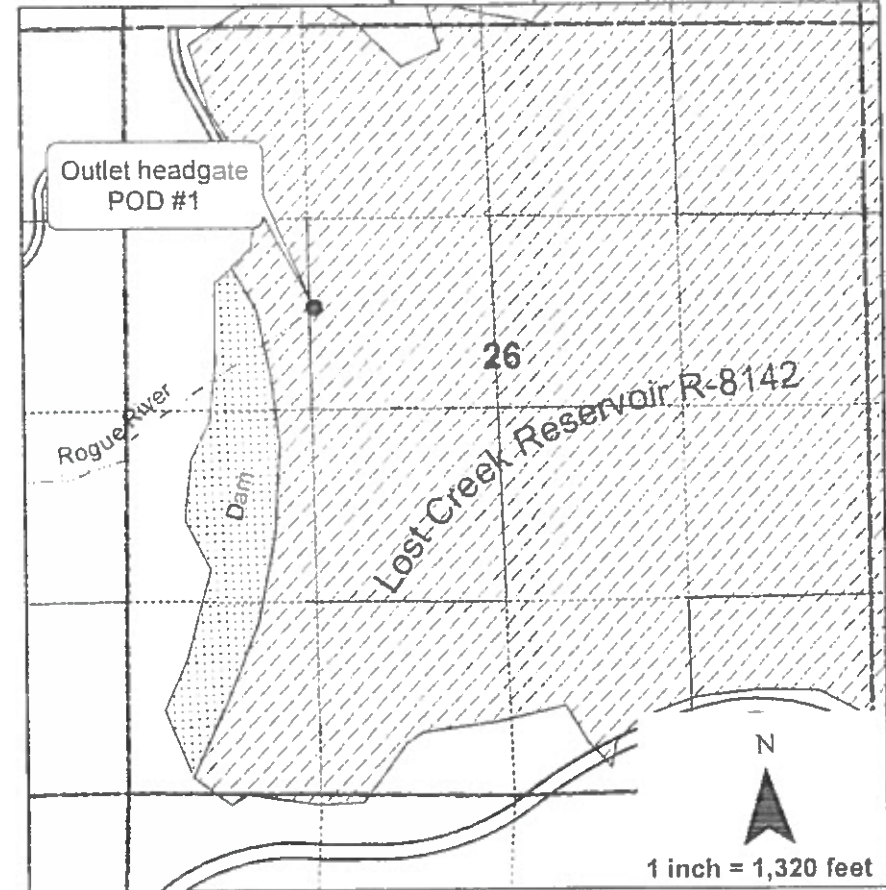 Outlet headgate
POD #1
26
Lost Creek Reservoir R-8142
Rogue River
Dam
N
1 inch = 1,320 feet